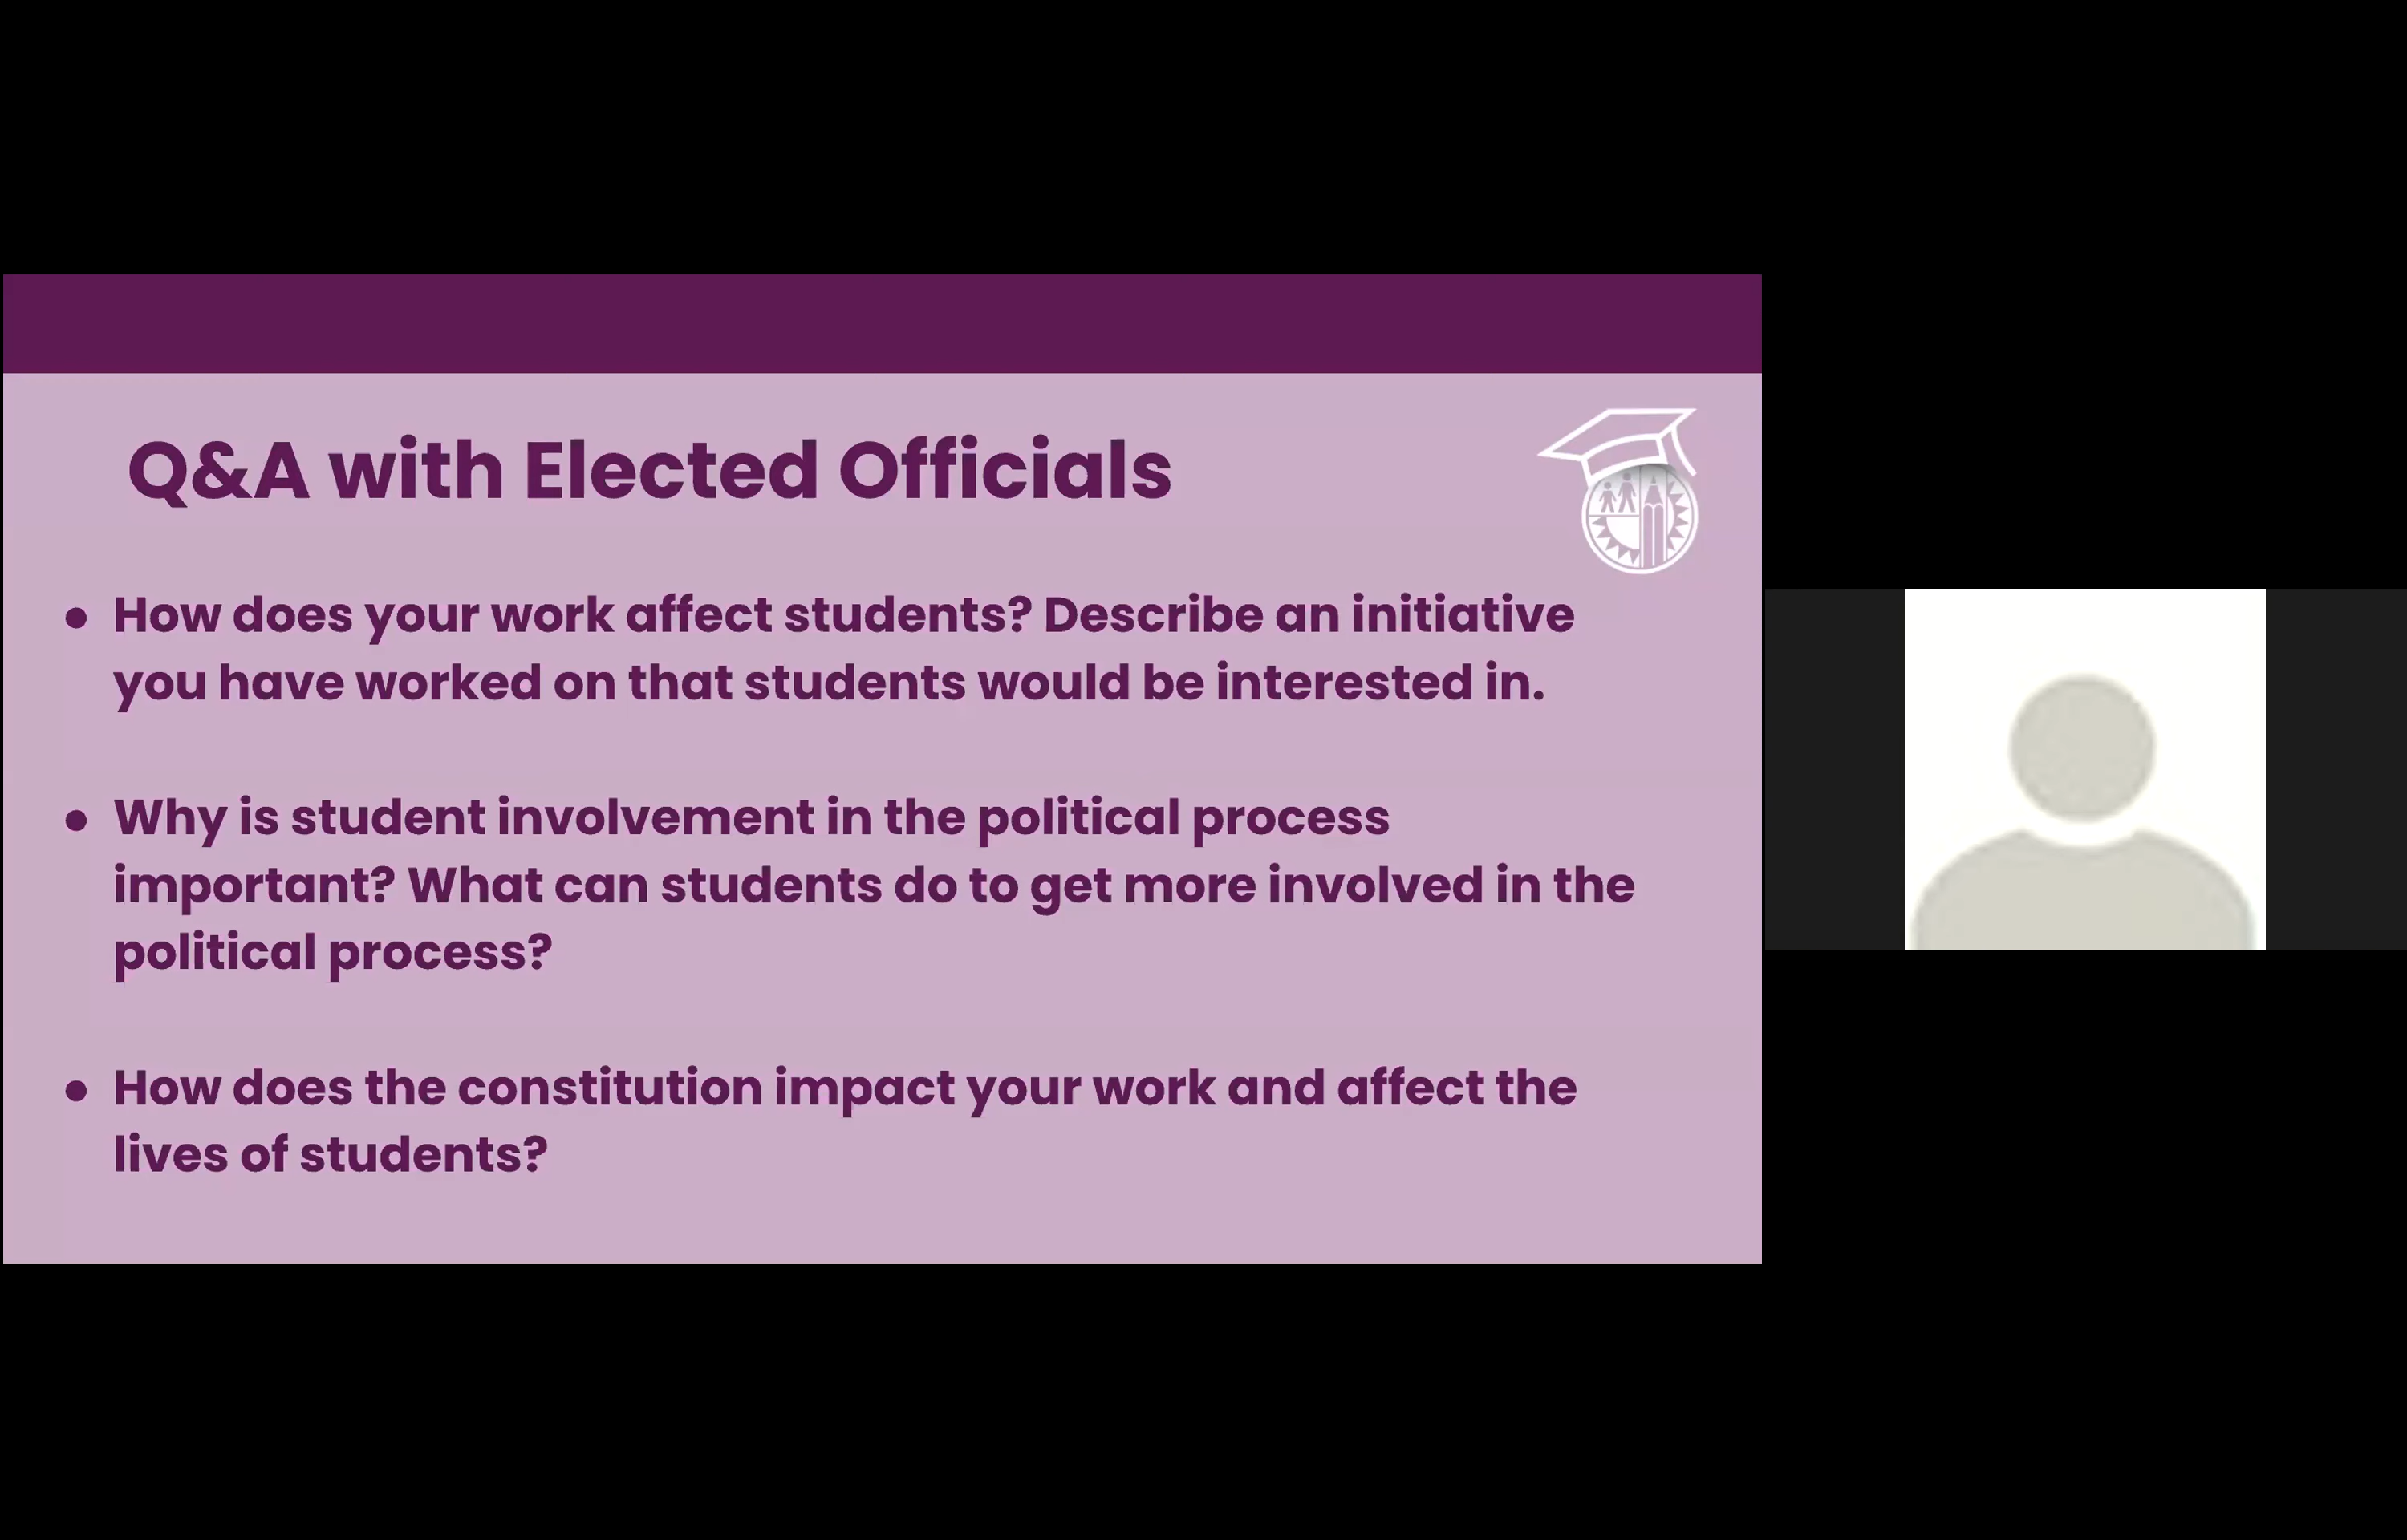 Q&A with Elected Officials
● How does your work affect students? Describe an initiative
you have worked on that students would be interested in.
● Why is student involvement in the political process
important? What can students do to get more involved in the
political process?
● How does the constitution impact your work and affect the
lives of students?